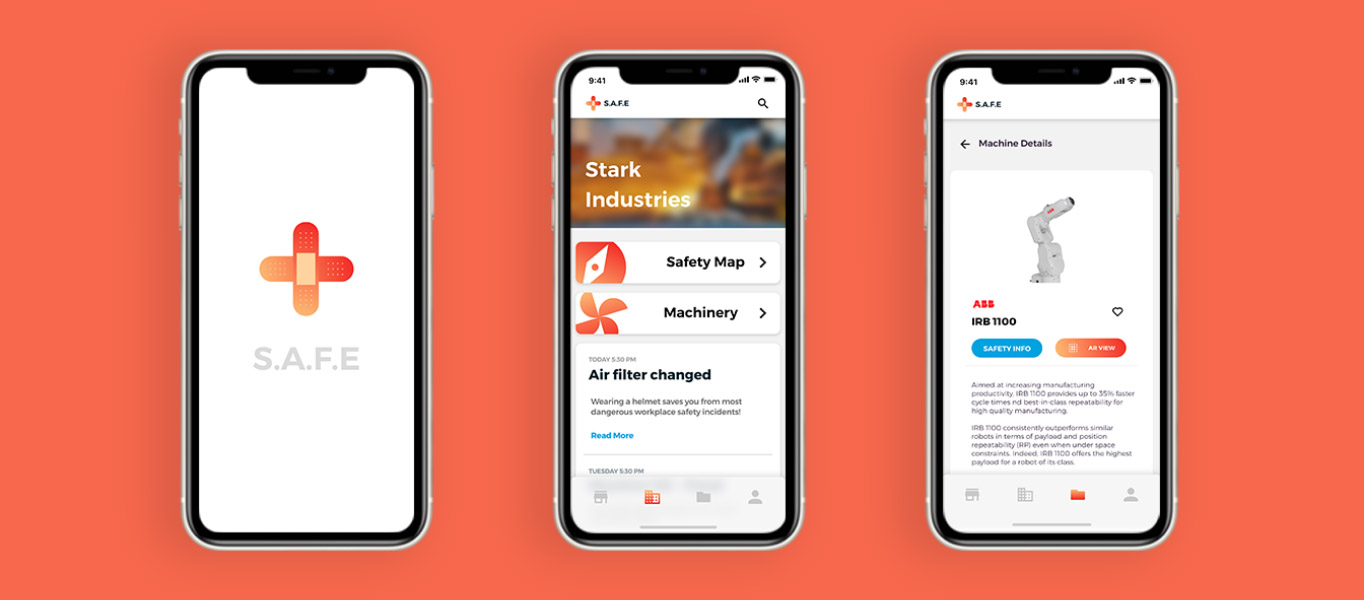 S.A.F.E
9:41
S.A.F.E
Stark
Industries
Safety Map
Machinery
TODAY 5:30 PM
Air filter changed
Wearing a helmet saves you from most
dangerous workplace safety incidents!
Read More
TUESDAY 5:30 PM
9:41
S.A.F.E
Machine Details
ABB
ABB
IRB 1100
SAFETY INFO
AR VIEW
Aimed at increasing manufacturing
productivity, IRB 1100 provides up to 35% faster
cycle times nd best-in-class repeatability for
high quality manufacturing.
IRB 1100 consistently outperforms similar
robots in terms of payload and position
repeatability (RP) even when under space
constraints. Indeed, IRB 1100 offers the highest
payload for a robot of its class.